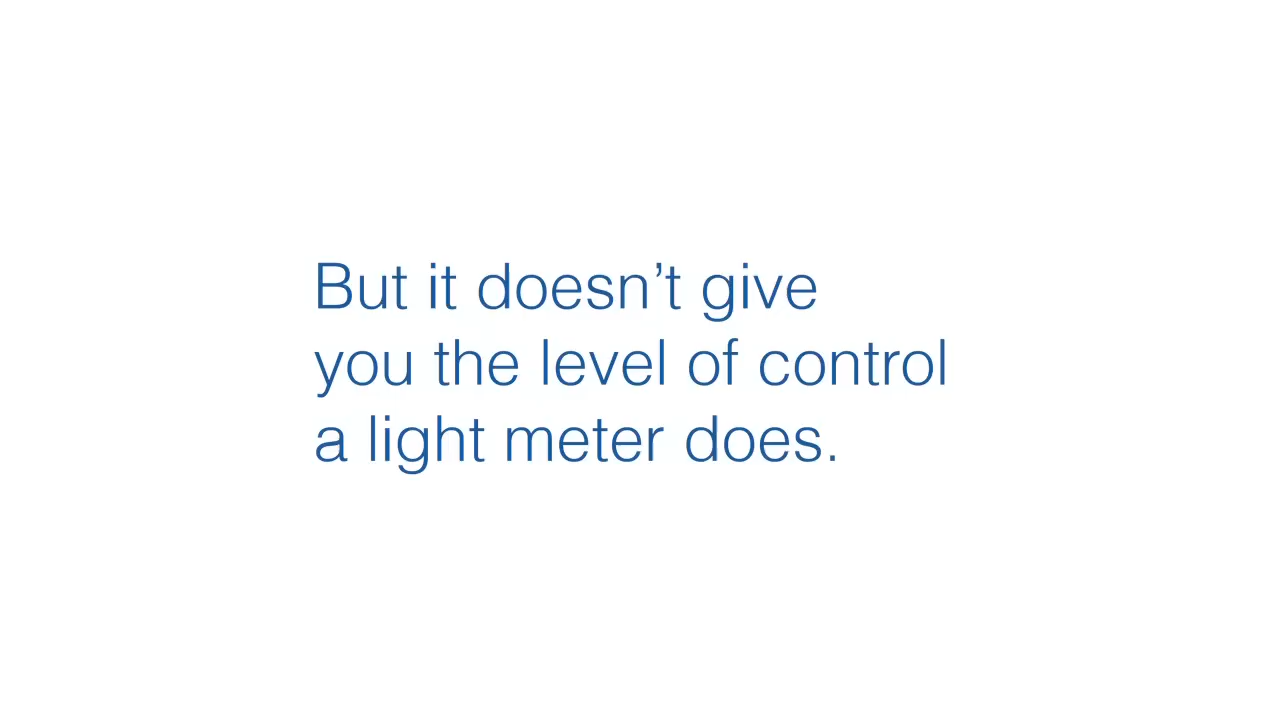 But it doesn’t give
you the level of control
a light meter does.